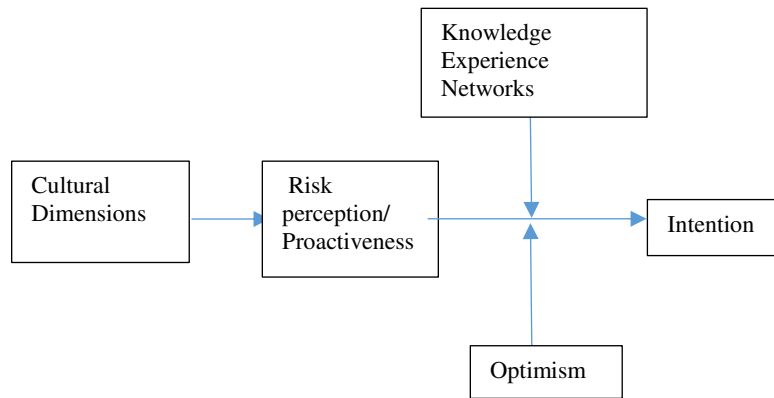 Knowledge
Experience
Networks
Cultural
Dimensions
Risk
perception/
Proactiveness
Intention
Optimism